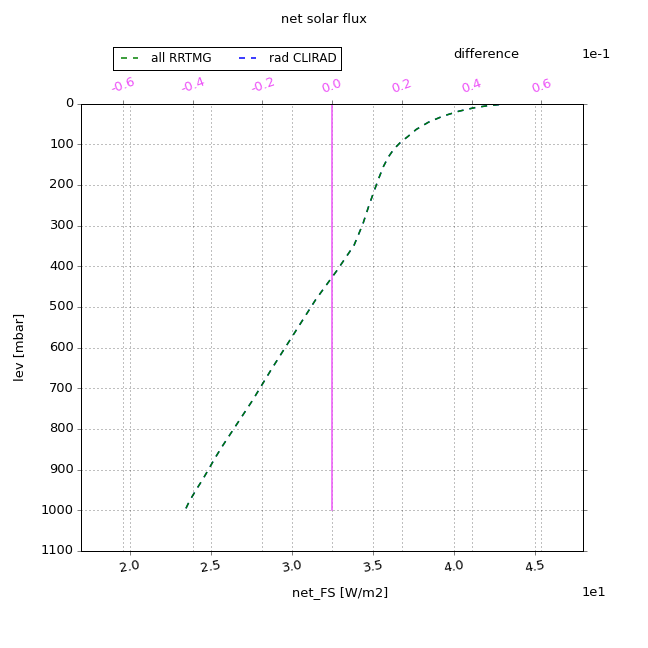 net solar flux
all RRTMG rad CLIRAD
difference 1e-1
-0.6 -0.4 -0.2 0.0 0.2 0.4 0.6
0
100
200
300
400
500
600
700
800
900
1000
1100
lev [mbar]
2.0 2.5 3.0 3.5 4.0 4.5
net_FS [W/m2] 1e1